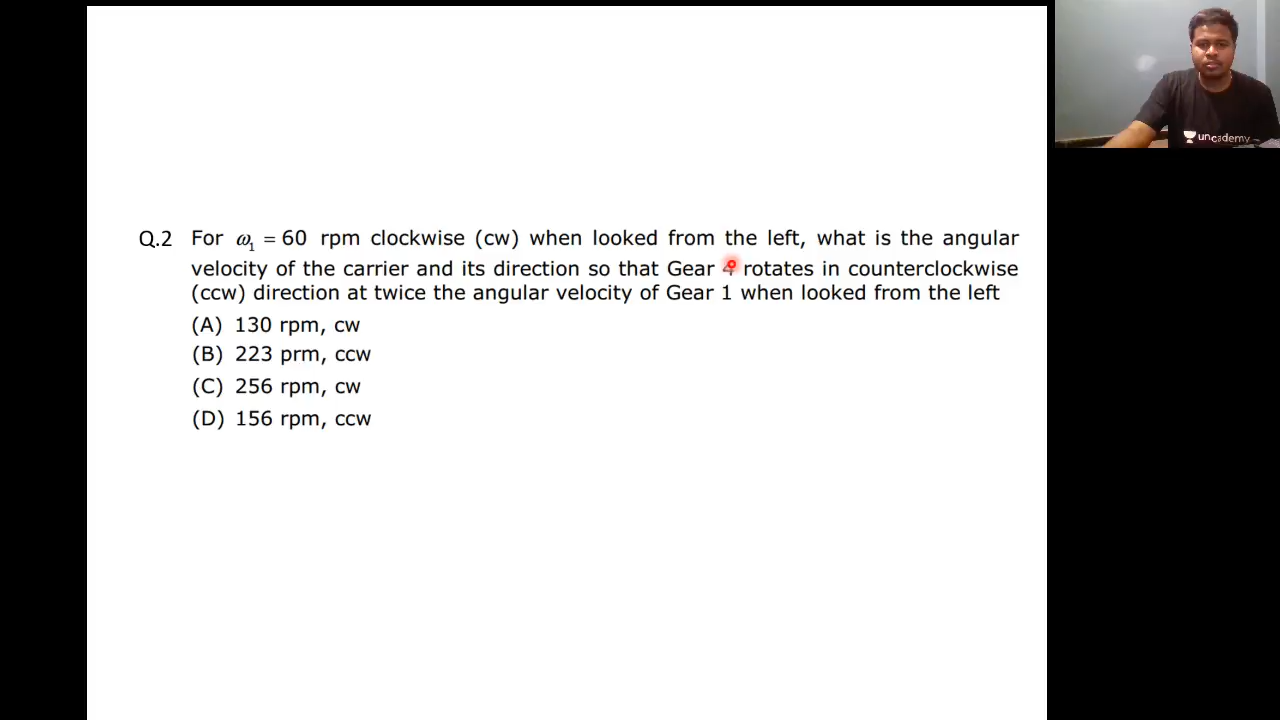 Q.2 For ω₁ = 60 rpm clockwise (cw) when looked from the left, what is the angular
velocity of the carrier and its direction so that Gear 4 rotates in counterclockwise
(ccw) direction at twice the angular velocity of Gear 1 when looked from the left
(A) 130 rpm, cw
(B) 223 prm, ccw
(C) 256 rpm, cw
(D) 156 rpm, ccw
unacademy